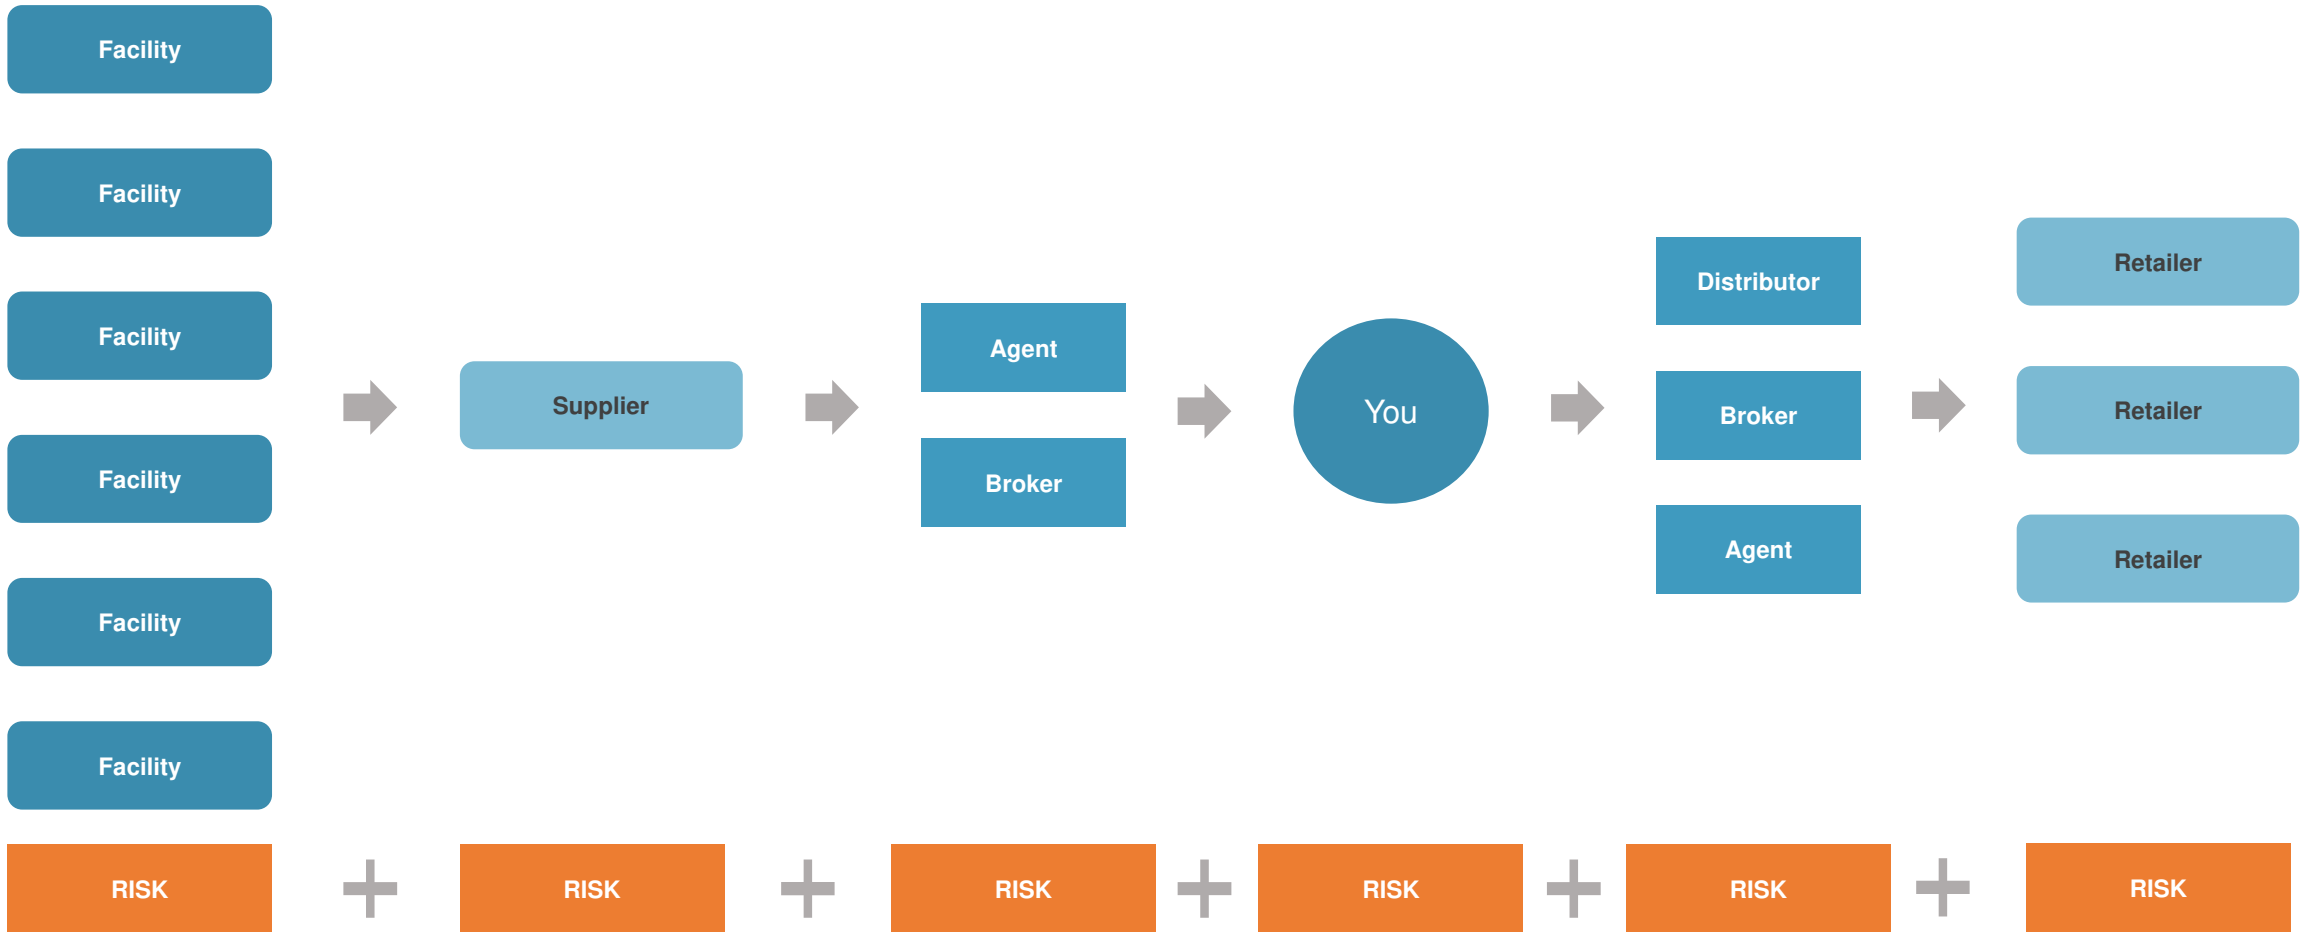 Facility
Facility
Facility
Facility
Facility
Facility
Supplier
Agent
Broker
You
Distributor
Broker
Agent
Retailer
Retailer
Retailer
RISK
RISK
RISK
RISK
RISK
RISK